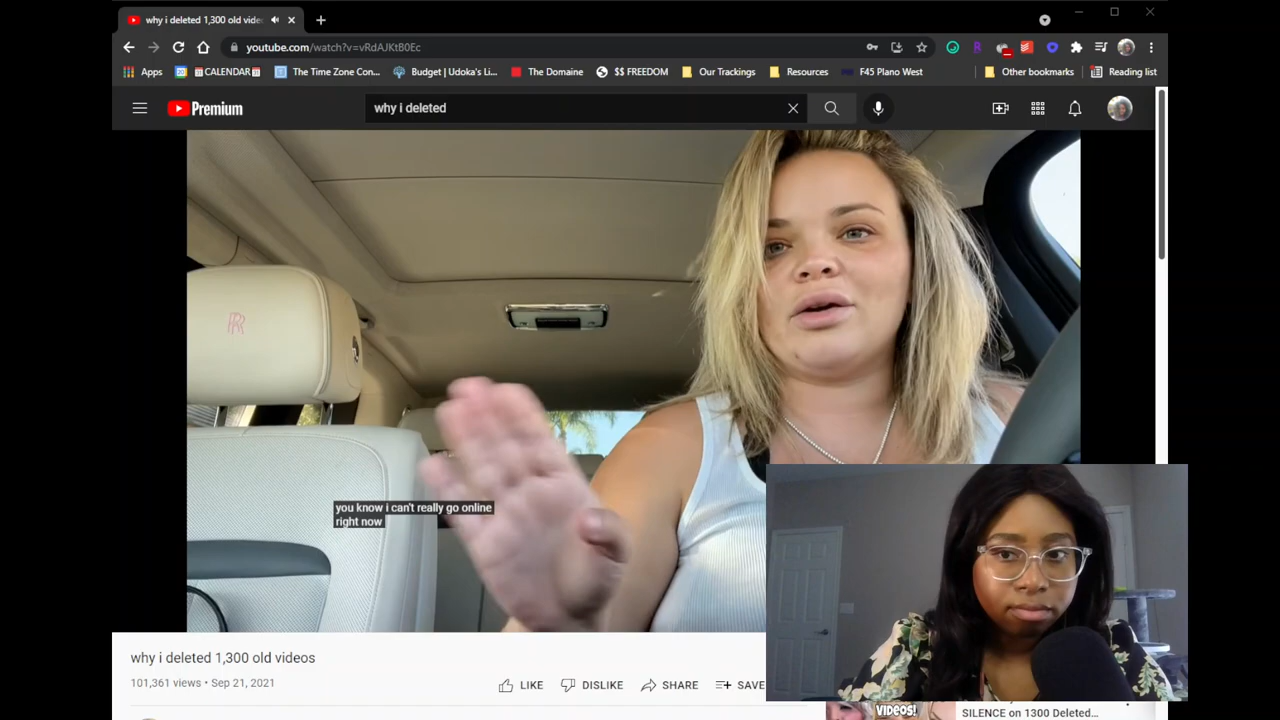 why i deleted 1,300 old vide
youtube.com/watch?v=vRdAJKtB0Ec
Apps
CALENDAR
The Time Zone Con...
Budget | Udoka's Li...
The Domaine
$$ FREEDOM
Our Trackings
Resources
F45 Plano West
Other bookmarks
Reading list
Premium
why i deleted
RR
you know i can't really go online
right now
why i deleted 1,300 old videos
101,361 views • Sep 21, 2021
LIKE
DISLIKE
SHARE
SAVE
VIDEOS!
SILENCE on 1300 Deleted...